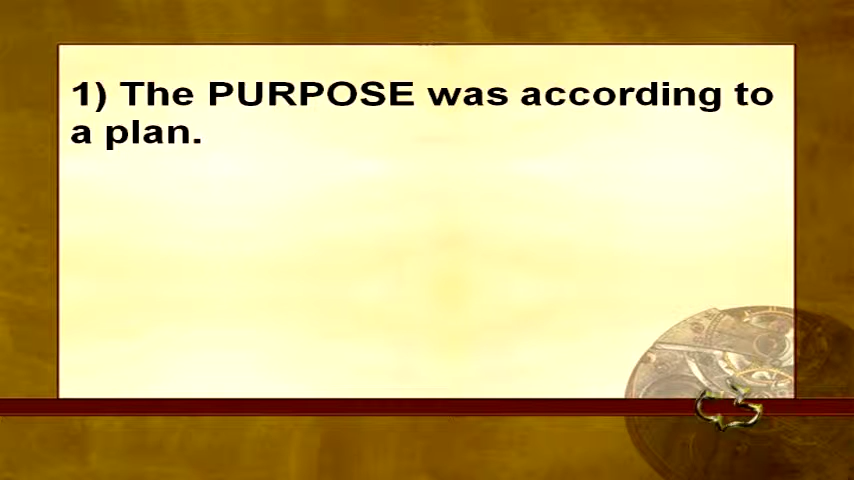 1) The PURPOSE was according to
a plan.